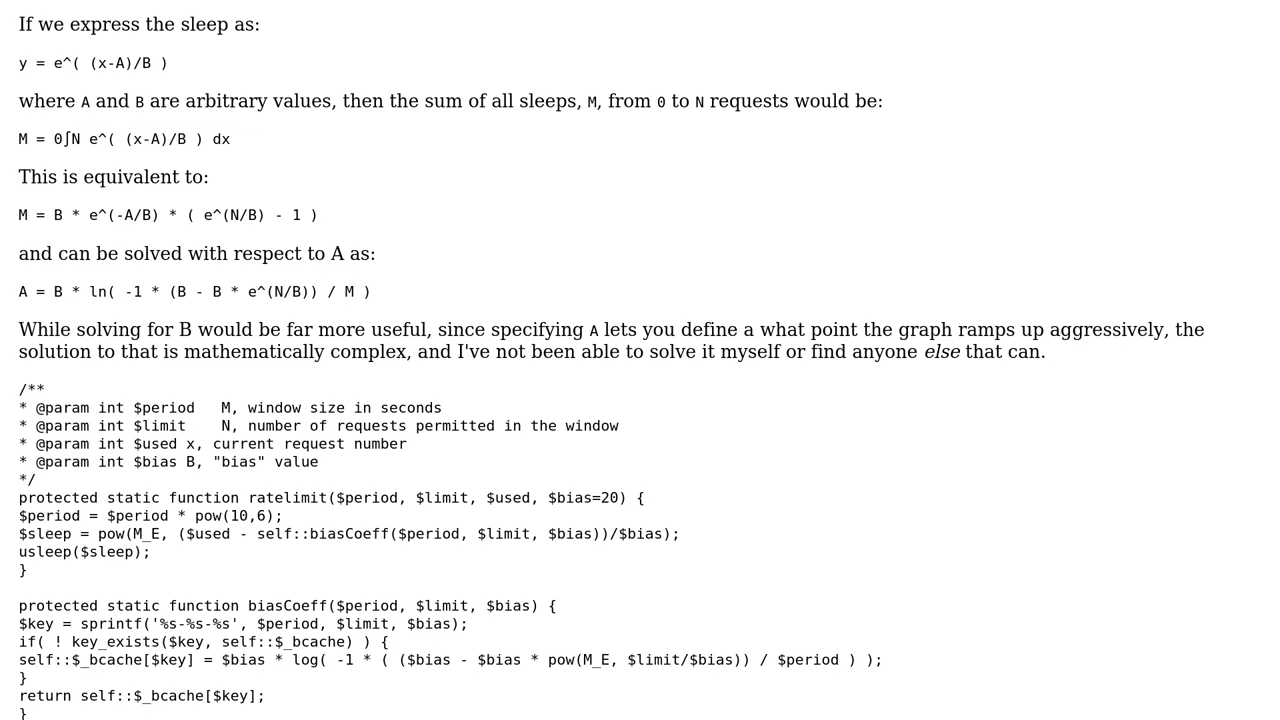 If we express the sleep as:
y = e^( (x-A)/B )
where A and B are arbitrary values, then the sum of all sleeps, M, from 0 to N requests would be:
M = 0∫N e^( (x-A)/B ) dx
This is equivalent to:
M = B * e^(-A/B) * ( e^(N/B) - 1 )
and can be solved with respect to A as:
A = B * ln( -1 * (B - B * e^(N/B)) / M )
While solving for B would be far more useful, since specifying A lets you define a what point the graph ramps up aggressively, the
solution to that is mathematically complex, and I've not been able to solve it myself or find anyone else that can.
/**
* @param int $period   M, window size in seconds
* @param int $limit    N, number of requests permitted in the window
* @param int $used x, current request number
* @param int $bias B, "bias" value
*/
protected static function ratelimit($period, $limit, $used, $bias=20) {
$period = $period * pow(10,6);
$sleep = pow(M_E, ($used - self::biasCoeff($period, $limit, $bias))/$bias);
usleep($sleep);
}
protected static function biasCoeff($period, $limit, $bias) {
$key = sprintf('%s-%s-%s', $period, $limit, $bias);
if( ! key_exists($key, self::$_bcache) ) {
self::$_bcache[$key] = $bias * log( -1 * ( ($bias - $bias * pow(M_E, $limit/$bias)) / $period ) );
}
return self::$_bcache[$key];
}